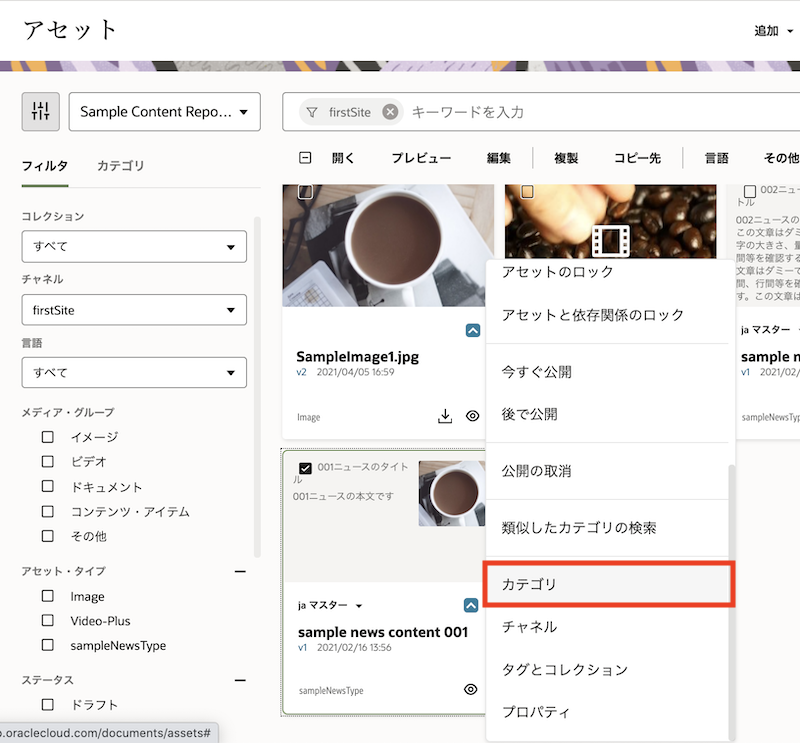 アセット
追加
Sample Content Repo...
firstSite
キーワードを入力
フィルタ
カテゴリ
開く
プレビュー
編集
複製
コピー先
言語
その他
コレクション
すべて
チャネル
firstSite
言語
すべて
メディア・グループ
イメージ
ビデオ
ドキュメント
コンテンツ・アイテム
その他
アセット・タイプ
Image
Video-Plus
sampleNewsType
ステータス
ドラフト
SampleImage1.jpg
v2 2021/04/05 16:59
Image
001ニュースのタイト
ル
001ニュースの本文です
ja マスター
sample news content 001
v1 2021/02/16 13:56
sampleNewsType
アセットのロック
アセットと依存関係のロック
今すぐ公開
後で公開
公開の取消
類似したカテゴリの検索
カテゴリ
チャネル
タグとコレクション
プロパティ
002ニュース
トル
002ニュースの
この文章はダミ
字の大きさ、量
間等を確認する
文章はダミーで
間、行間等を確
す。この文章は
ja マスター
sample n
v1 2021/02/
sampleNewsTyp
o.oraclecloud.com/documents/assets#